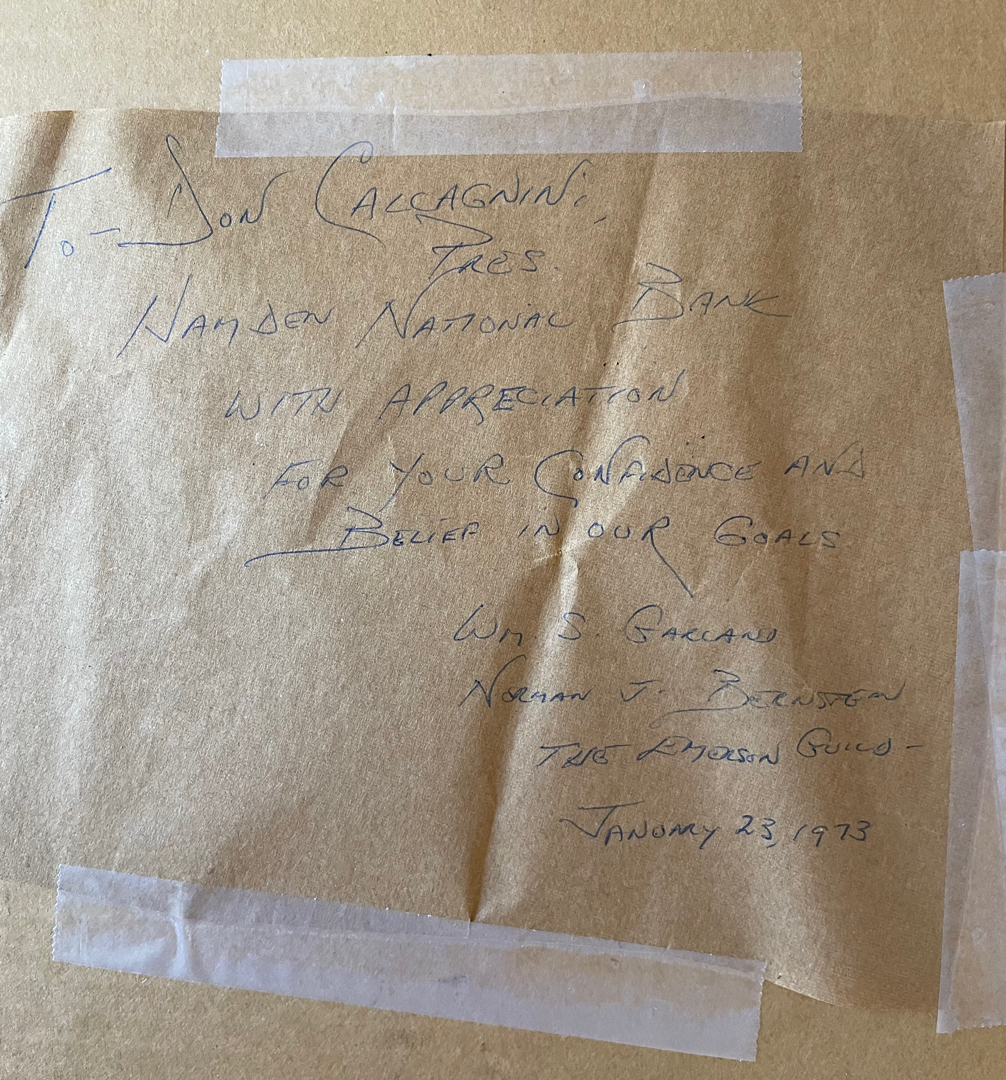 To- Don Calcagnini,
Pres.
Hamden National Bank
with appreciation
for your Confidence and
Belief in our Goals
Wm. S. Garland
Norman J. Bernstein
The Emerson Guild-
January 23, 1973